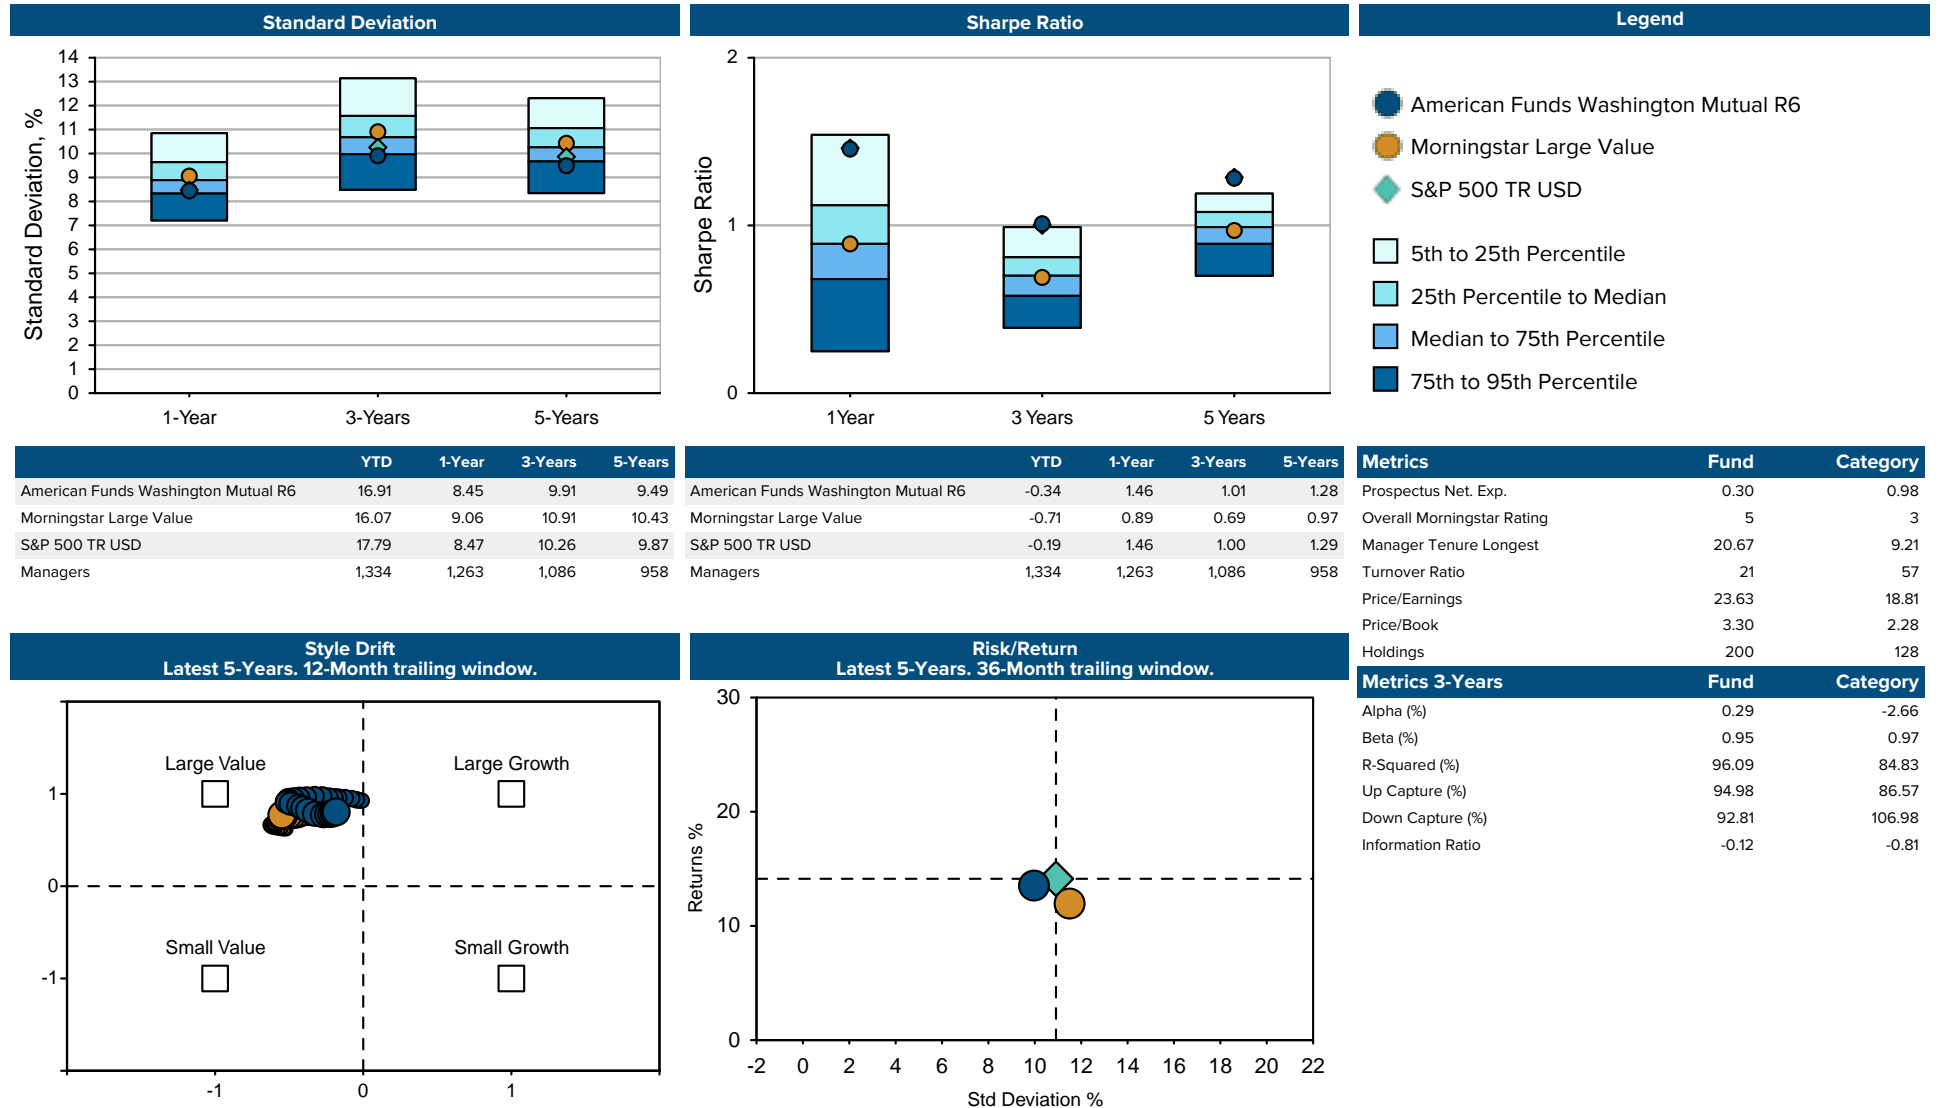 Standard Deviation
14
13
12
11
10
9
8
7
6
5
4
3
2
1
0
Standard Deviation, %
1-Year 3-Years 5-Years
Sharpe Ratio
2
1
0
Sharpe Ratio
1Year 3 Years 5 Years
Legend
American Funds Washington Mutual R6
Morningstar Large Value
S&P 500 TR USD
5th to 25th Percentile
25th Percentile to Median
Median to 75th Percentile
75th to 95th Percentile
YTD 1-Year 3-Years 5-Years
American Funds Washington Mutual R6 16.91 8.45 9.91 9.49
Morningstar Large Value 16.07 9.06 10.91 10.43
S&P 500 TR USD 17.79 8.47 10.26 9.87
Managers 1,334 1,263 1,086 958
YTD 1-Year 3-Years 5-Years
American Funds Washington Mutual R6 -0.34 1.46 1.01 1.28
Morningstar Large Value -0.71 0.89 0.69 0.97
S&P 500 TR USD -0.19 1.46 1.00 1.29
Managers 1,334 1,263 1,086 958
Metrics Fund Category
Prospectus Net. Exp. 0.30 0.98
Overall Morningstar Rating 5 3
Manager Tenure Longest 20.67 9.21
Turnover Ratio 21 57
Price/Earnings 23.63 18.81
Price/Book 3.30 2.28
Holdings 200 128
Metrics 3-Years Fund Category
Alpha (%) 0.29 -2.66
Beta (%) 0.95 0.97
R-Squared (%) 96.09 84.83
Up Capture (%) 94.98 86.57
Down Capture (%) 92.81 106.98
Information Ratio -0.12 -0.81
Style Drift
Latest 5-Years. 12-Month trailing window.
Large Value Large Growth
1
0
Small Value Small Growth
-1
-1 0 1
Risk/Return
Latest 5-Years. 36-Month trailing window.
30
20
10
0
Returns %
-2 0 2 4 6 8 10 12 14 16 18 20 22
Std Deviation %